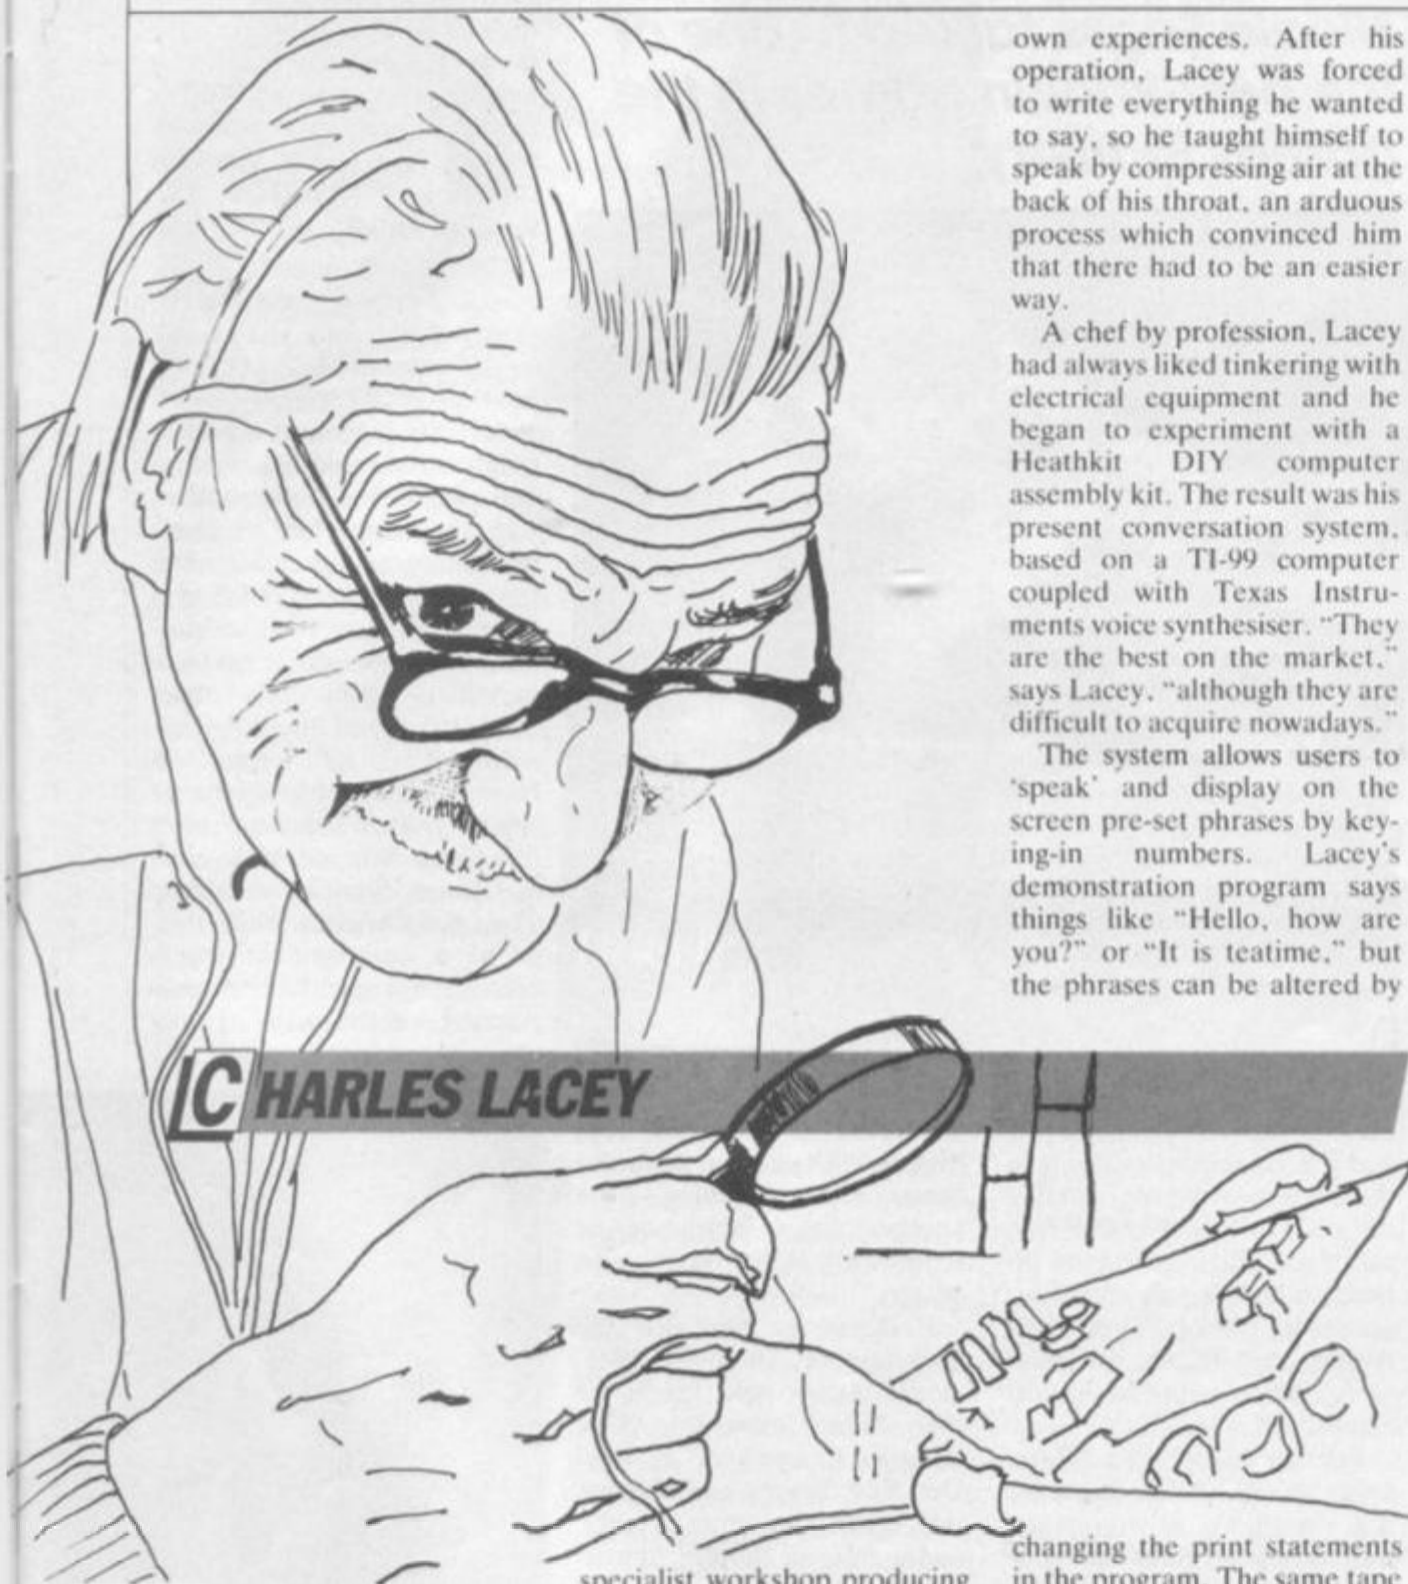 own experiences. After his
operation, Lacey was forced
to write everything he wanted
to say, so he taught himself to
speak by compressing air at the
back of his throat, an arduous
process which convinced him
that there had to be an easier
way.
A chef by profession, Lacey
had always liked tinkering with
electrical equipment and he
began to experiment with a
Heathkit DIY computer
assembly kit. The result was his
present conversation system,
based on a TI-99 computer
coupled with Texas Instru-
ments voice synthesiser. “They
are the best on the market,”
says Lacey, “although they are
difficult to acquire nowadays.”
The system allows users to
‘speak’ and display on the
screen pre-set phrases by key-
ing-in numbers. Lacey’s
demonstration program says
things like “Hello, how are
you?” or “It is teatime,” but
the phrases can be altered by
CHARLES LACEY
specialist workshop producing
changing the print statements
in the program. The same tape